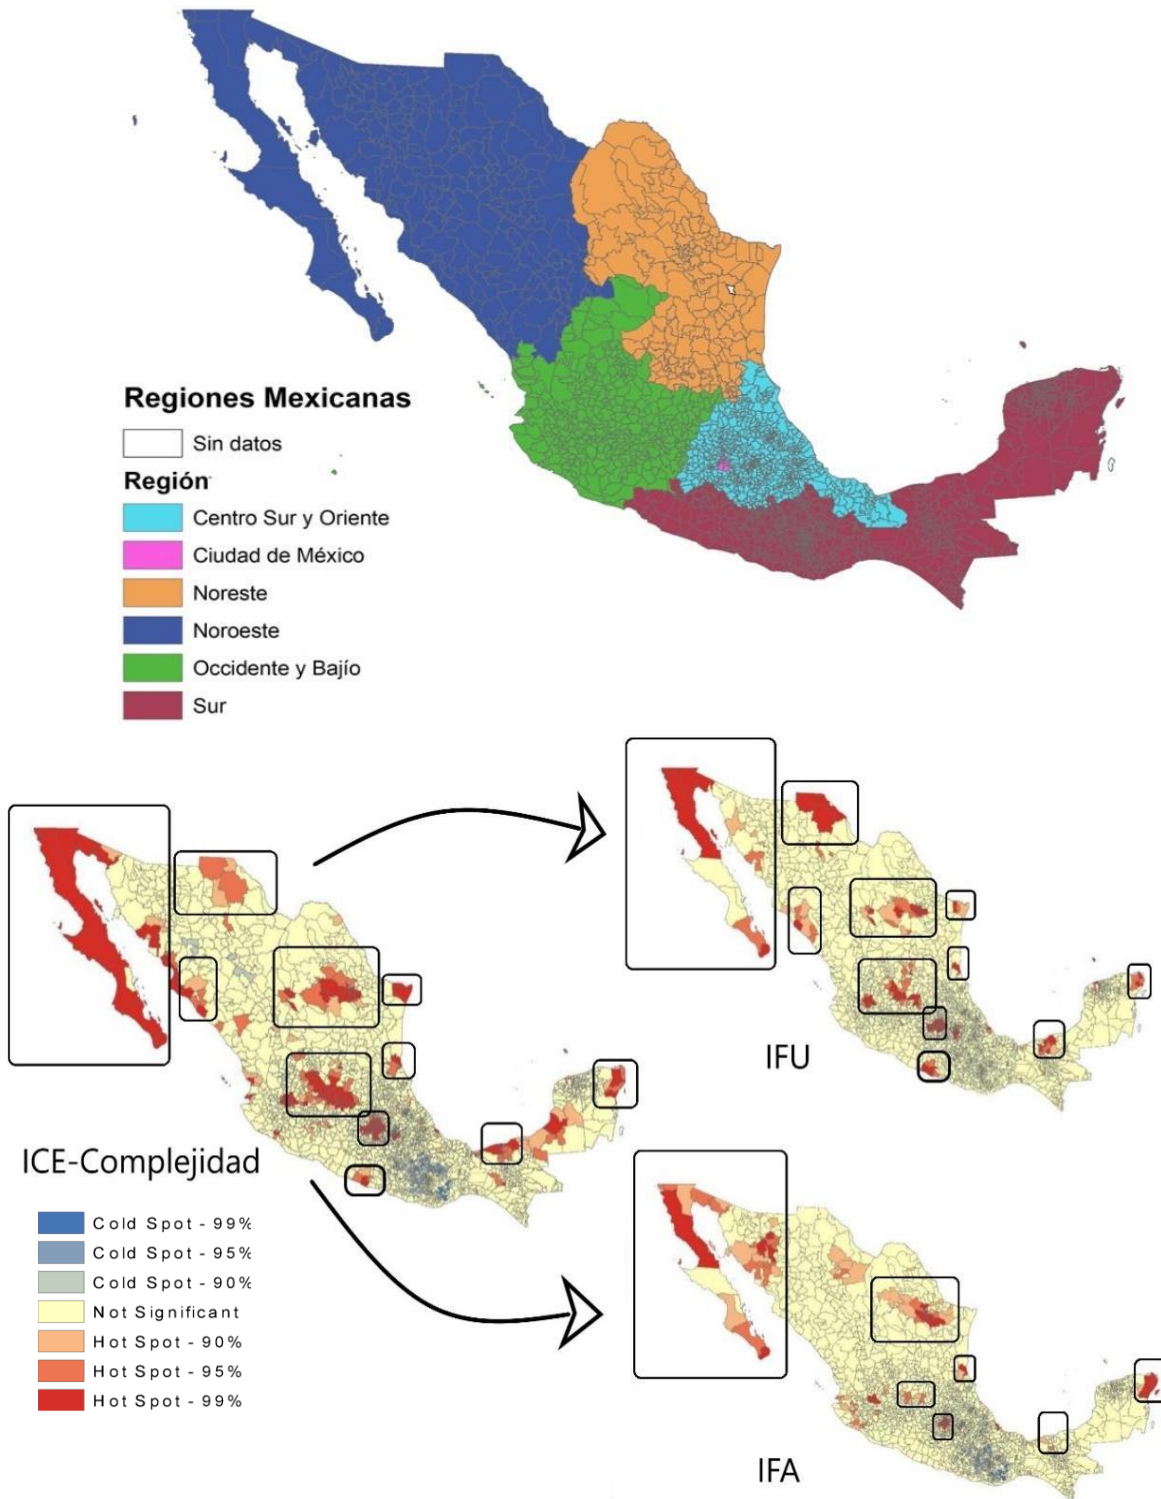 Regiones Mexicanas
Sin datos
Región
Centro Sur y Oriente
Ciudad de México
Noreste
Noroeste
Occidente y Bajío
Sur
IFU
ICE-Complejidad
Cold Spot - 99%
Cold Spot - 95%
Cold Spot - 90%
Not Significant
Hot Spot - 90%
Hot Spot - 95%
Hot Spot - 99%
IFA